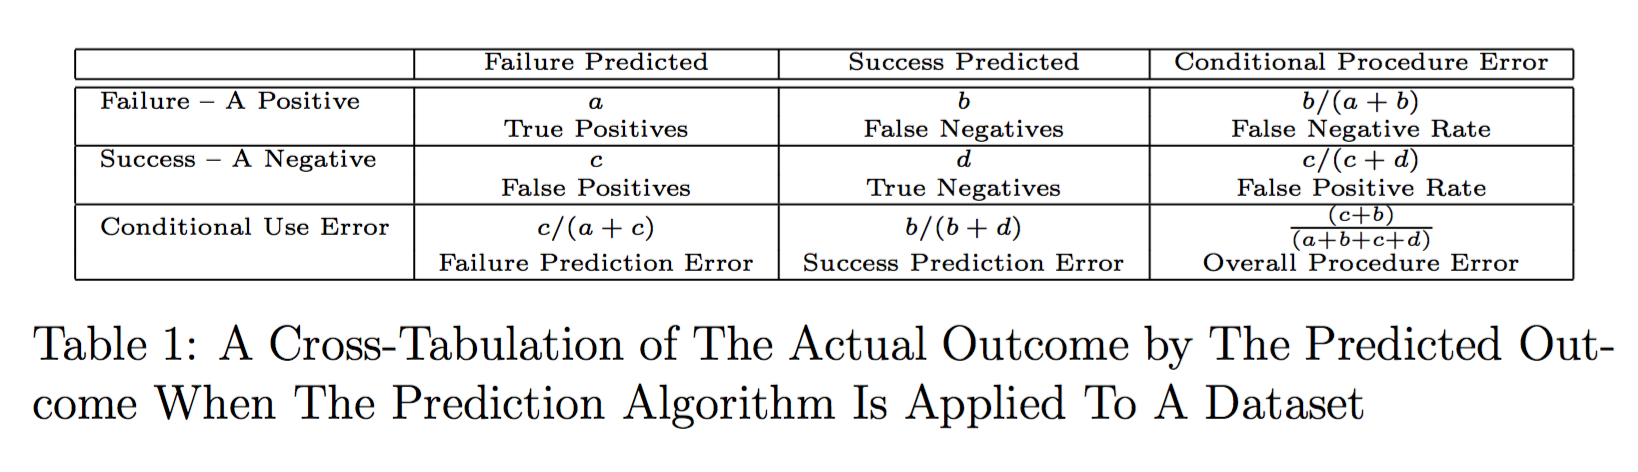 Failure Predicted Success Predicted Conditional Procedure Error
Failure – A Positive a b b/(a + b)
True Positives False Negatives False Negative Rate
Success – A Negative c d c/(c + d)
False Positives True Negatives False Positive Rate
Conditional Use Error c/(a + c) b/(b + d) (c+b)/(a+b+c+d)
Failure Prediction Error Success Prediction Error Overall Procedure Error
Table 1: A Cross-Tabulation of The Actual Outcome by The Predicted Out-
come When The Prediction Algorithm Is Applied To A Dataset